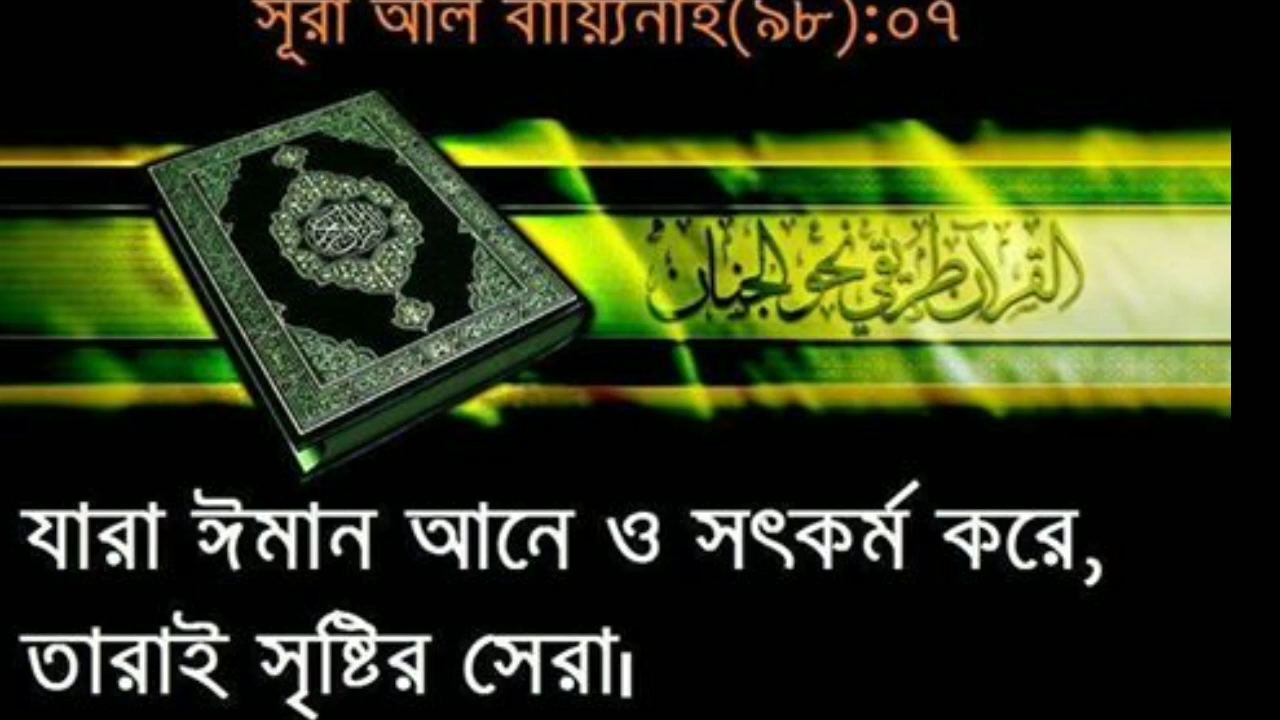 সূরা আল বায়্যিনাহ(৯৮):০৭
القرآن طريقي نحو الجنان
যারা ঈমান আনে ও সৎকর্ম করে,
তারাই সৃষ্টির সেরা।